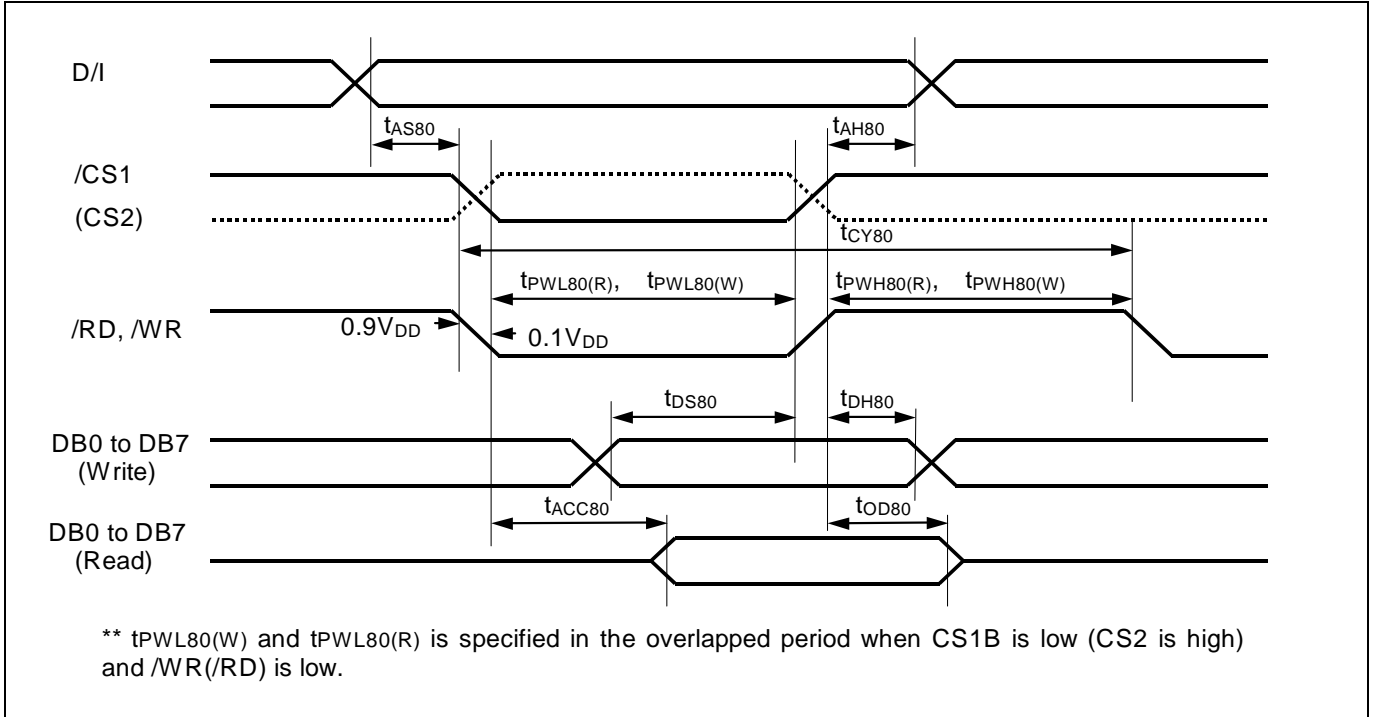 D/I
tAS80
tAH80
/CS1
(CS2)
tCY80
tPWL80(R), tPWL80(W)
tPWH80(R), tPWH80(W)
/RD, /WR
0.9VDD
0.1VDD
tDS80
tDH80
DB0 to DB7
(Write)
tACC80
tOD80
DB0 to DB7
(Read)
** tPWL80(W) and tPWL80(R) is specified in the overlapped period when CS1B is low (CS2 is high)
and /WR(/RD) is low.